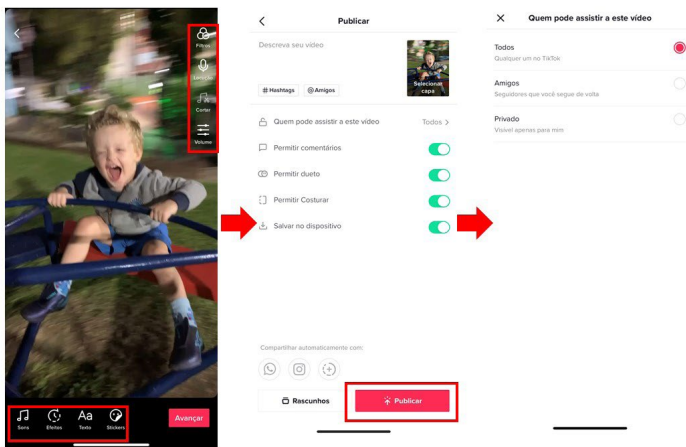 Filtros
Locução
Cortar
Volume
Sons
Efeitos
Texto
Stickers
Avançar
Publicar
Descreva seu vídeo
Selecionar capa
# Hashtags
@ Amigos
Quem pode assistir a este vídeo
Todos >
Permitir comentários
Permitir dueto
Permitir Costurar
Salvar no dispositivo
Compartilhar automaticamente com:
Rascunhos
Publicar
Quem pode assistir a este vídeo
Todos
Qualquer um no TikTok
Amigos
Seguidores que você segue de volta
Privado
Visível apenas para mim